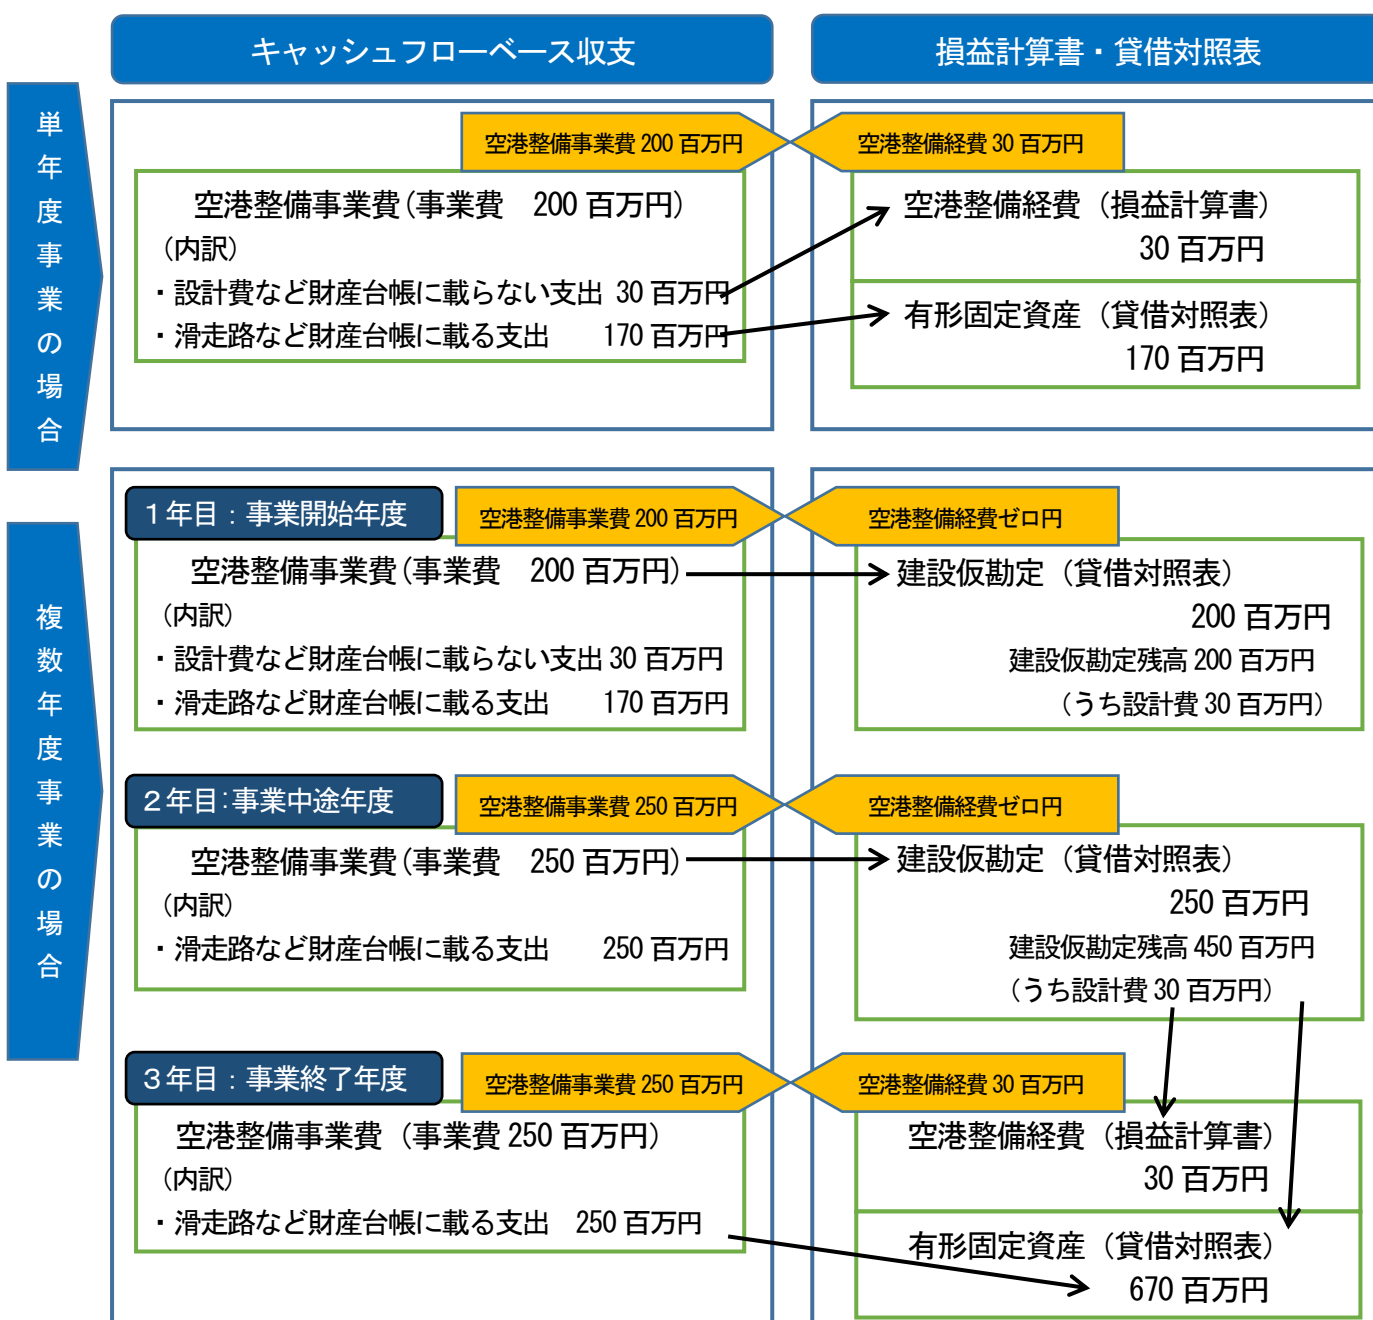 キャッシュフローベース収支
損益計算書・貸借対照表
単年度事業の場合
空港整備事業費 200 百万円
空港整備経費 30 百万円
空港整備事業費(事業費　200 百万円)
(内訳)
・設計費など財産台帳に載らない支出 30 百万円
・滑走路など財産台帳に載る支出　170 百万円
空港整備経費（損益計算書）
30 百万円
有形固定資産（貸借対照表）
170 百万円
複数年度事業の場合
１年目：事業開始年度
空港整備事業費 200 百万円
空港整備経費ゼロ円
空港整備事業費(事業費　200 百万円)
(内訳)
・設計費など財産台帳に載らない支出 30 百万円
・滑走路など財産台帳に載る支出　170 百万円
建設仮勘定（貸借対照表）
200 百万円
建設仮勘定残高 200 百万円
（うち設計費 30 百万円）
２年目：事業中途年度
空港整備事業費 250 百万円
空港整備経費ゼロ円
空港整備事業費(事業費　250 百万円)
(内訳)
・滑走路など財産台帳に載る支出　250 百万円
建設仮勘定（貸借対照表）
250 百万円
建設仮勘定残高 450 百万円
（うち設計費 30 百万円）
３年目：事業終了年度
空港整備事業費 250 百万円
空港整備経費 30 百万円
空港整備事業費（事業費 250 百万円）
(内訳)
・滑走路など財産台帳に載る支出　250 百万円
空港整備経費（損益計算書）
30 百万円
有形固定資産（貸借対照表）
670 百万円